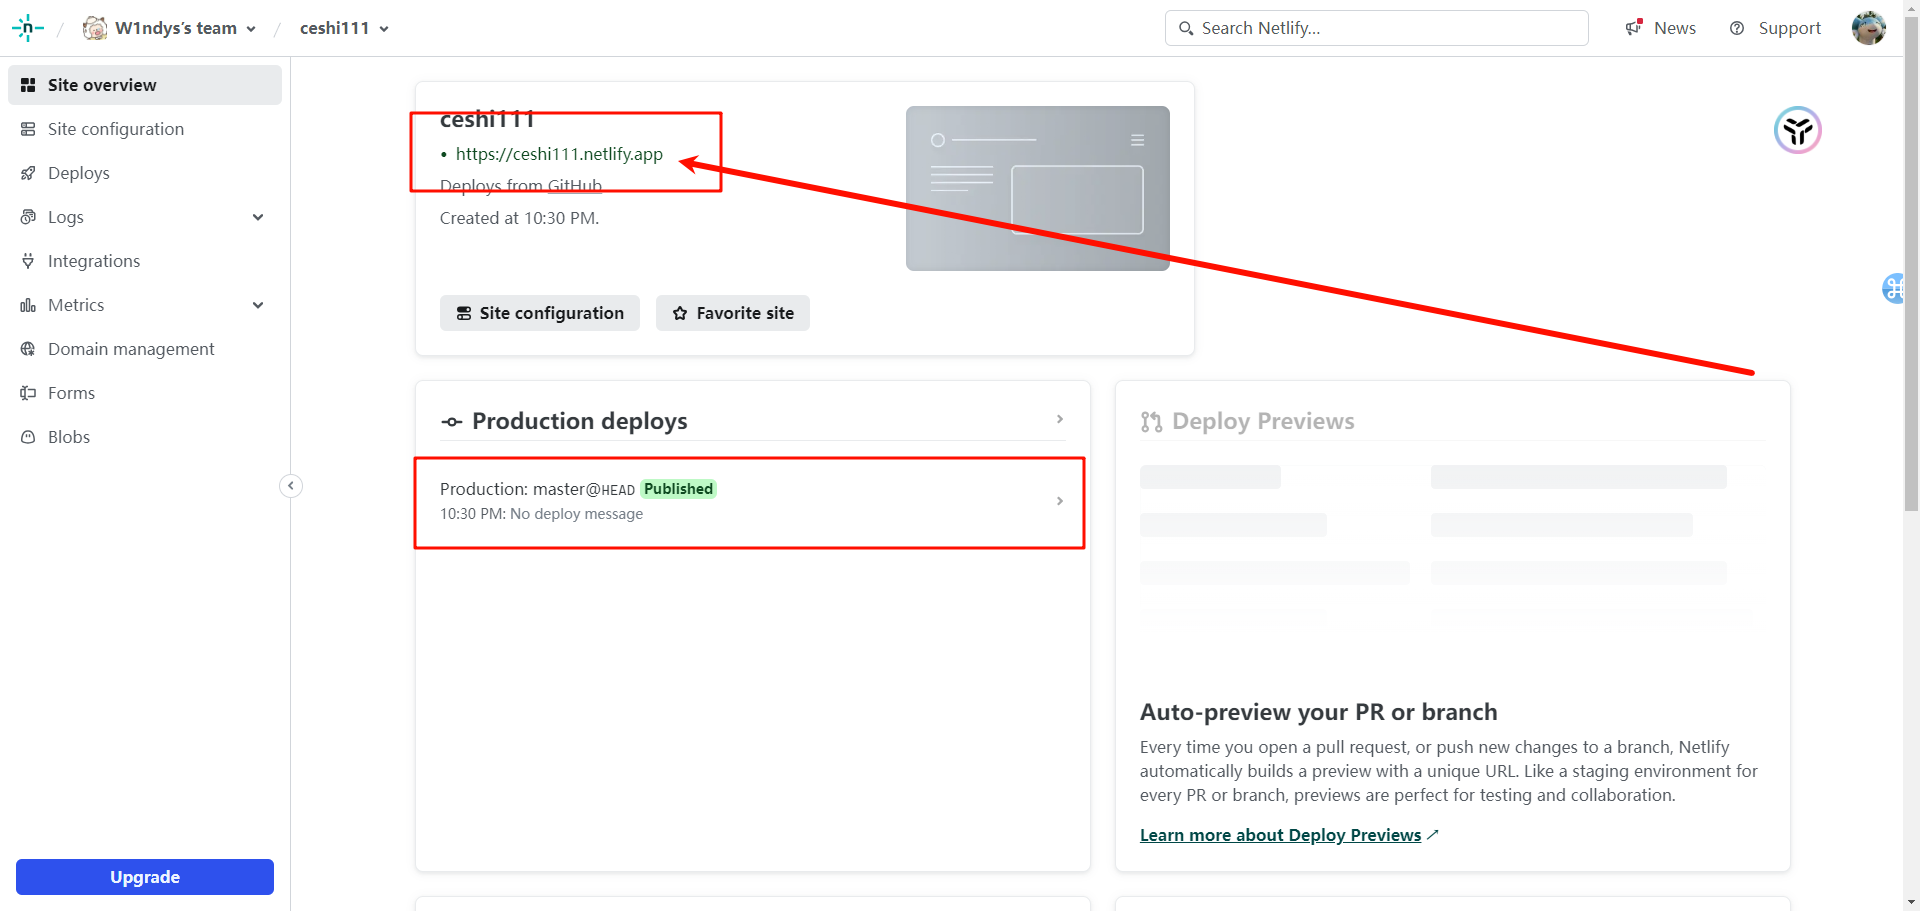 W1ndys's team
ceshi111
Search Netlify...
News
Support
Site overview
Site configuration
Deploys
Logs
Integrations
Metrics
Domain management
Forms
Blobs
Upgrade
ceshi111
• https://ceshi111.netlify.app
Deploys from GitHub
Created at 10:30 PM.
Site configuration
Favorite site
Production deploys
Production: master@HEAD Published
10:30 PM: No deploy message
Deploy Previews
Auto-preview your PR or branch
Every time you open a pull request, or push new changes to a branch, Netlify
automatically builds a preview with a unique URL. Like a staging environment for
every PR or branch, previews are perfect for testing and collaboration.
Learn more about Deploy Previews